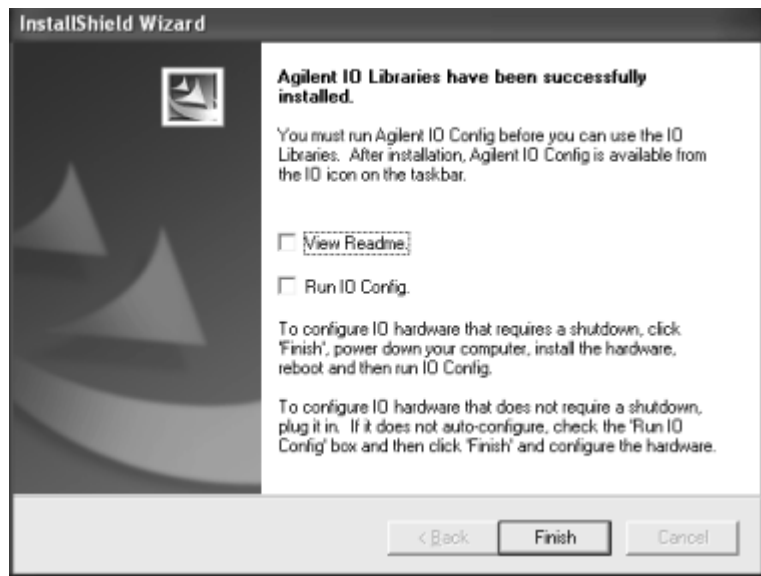 InstallShield Wizard
Agilent IO Libraries have been successfully
installed.
You must run Agilent IO Config before you can use the IO
Libraries.  After installation, Agilent IO Config is available from
the IO icon on the taskbar.
View Readme.
Run IO Config.
To configure IO hardware that requires a shutdown, click
'Finish', power down your computer, install the hardware,
reboot and then run IO Config.
To configure IO hardware that does not require a shutdown,
plug it in.  If it does not auto-configure, check the 'Run IO
Config' box and then click 'Finish' and configure the hardware.
< Back
Finish
Cancel